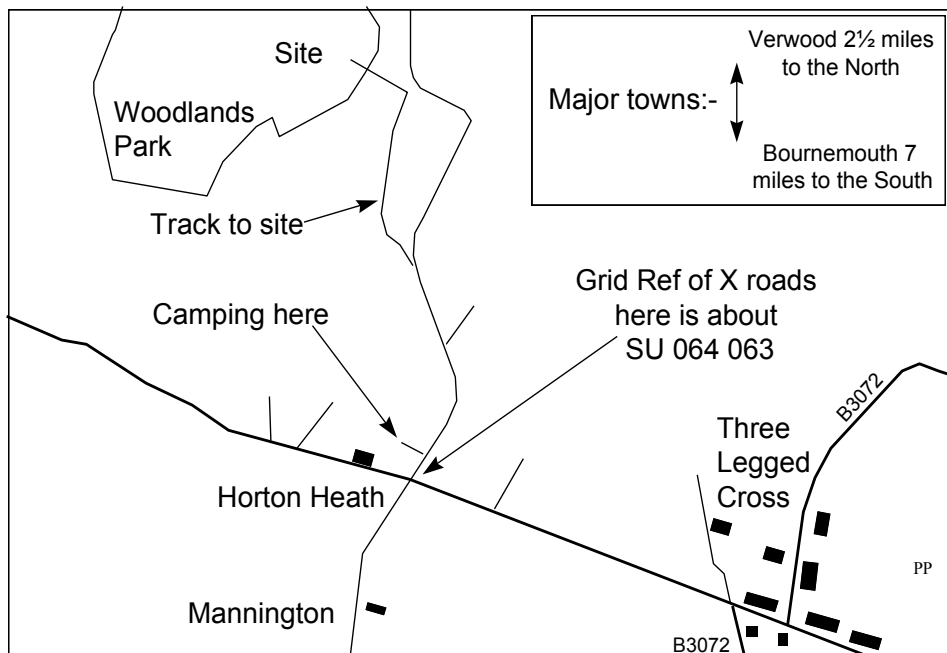 Site
Woodlands
Park
Track to site
Camping here
Major towns:-
Verwood 2½ miles
to the North
Bournemouth 7
miles to the South
Grid Ref of X roads
here is about
SU 064 063
B3072
Three
Legged
Cross
Horton Heath
Mannington
PP
B3072